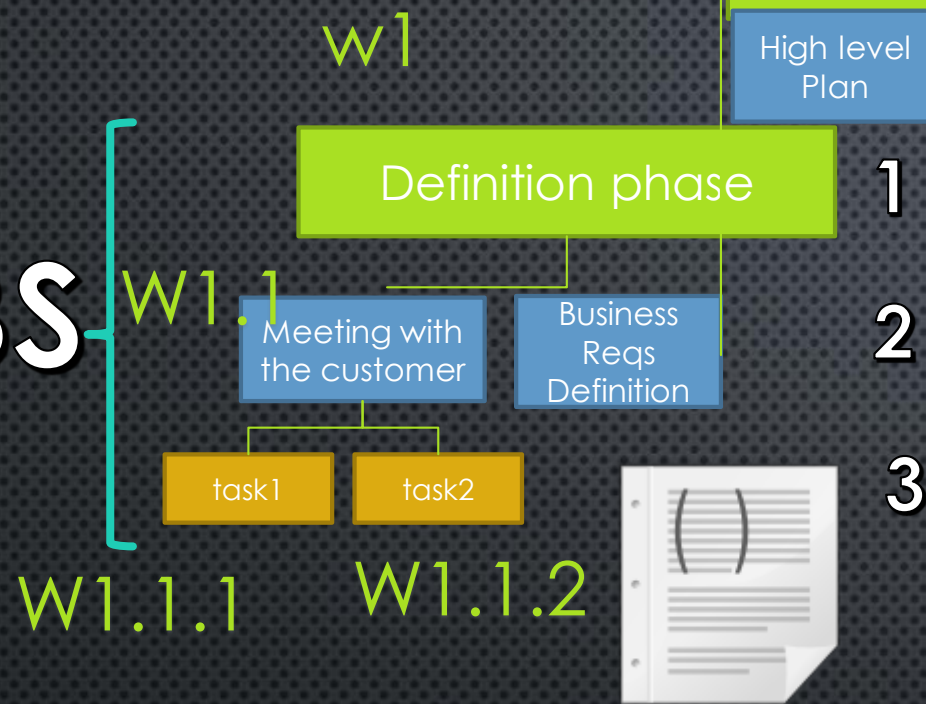 w1
High level
Plan
Definition phase
1
S
W1.1
Meeting with
the customer
Business
Reqs
Definition
2
task1
task2
3
( )
W1.1.1
W1.1.2